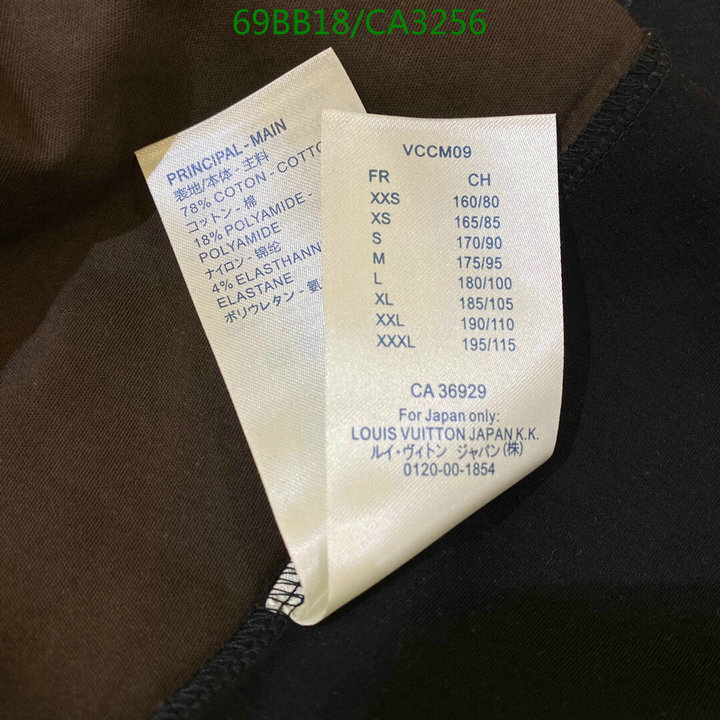 69BB18/CA3256
PRINCIPAL - MAIN
表地/本体 - 主料
78% COTON - COTTO
コットン - 棉
18% POLYAMIDE -
POLYAMIDE
ナイロン - 锦纶
4% ELASTHANN
ELASTANE
ポリウレタン - 氨
VCCM09
FR CH
XXS 160/80
XS 165/85
S 170/90
M 175/95
L 180/100
XL 185/105
XXL 190/110
XXXL 195/115
CA 36929
For Japan only:
LOUIS VUITTON JAPAN K.K.
ルイ・ヴィトン ジャパン(株)
0120-00-1854